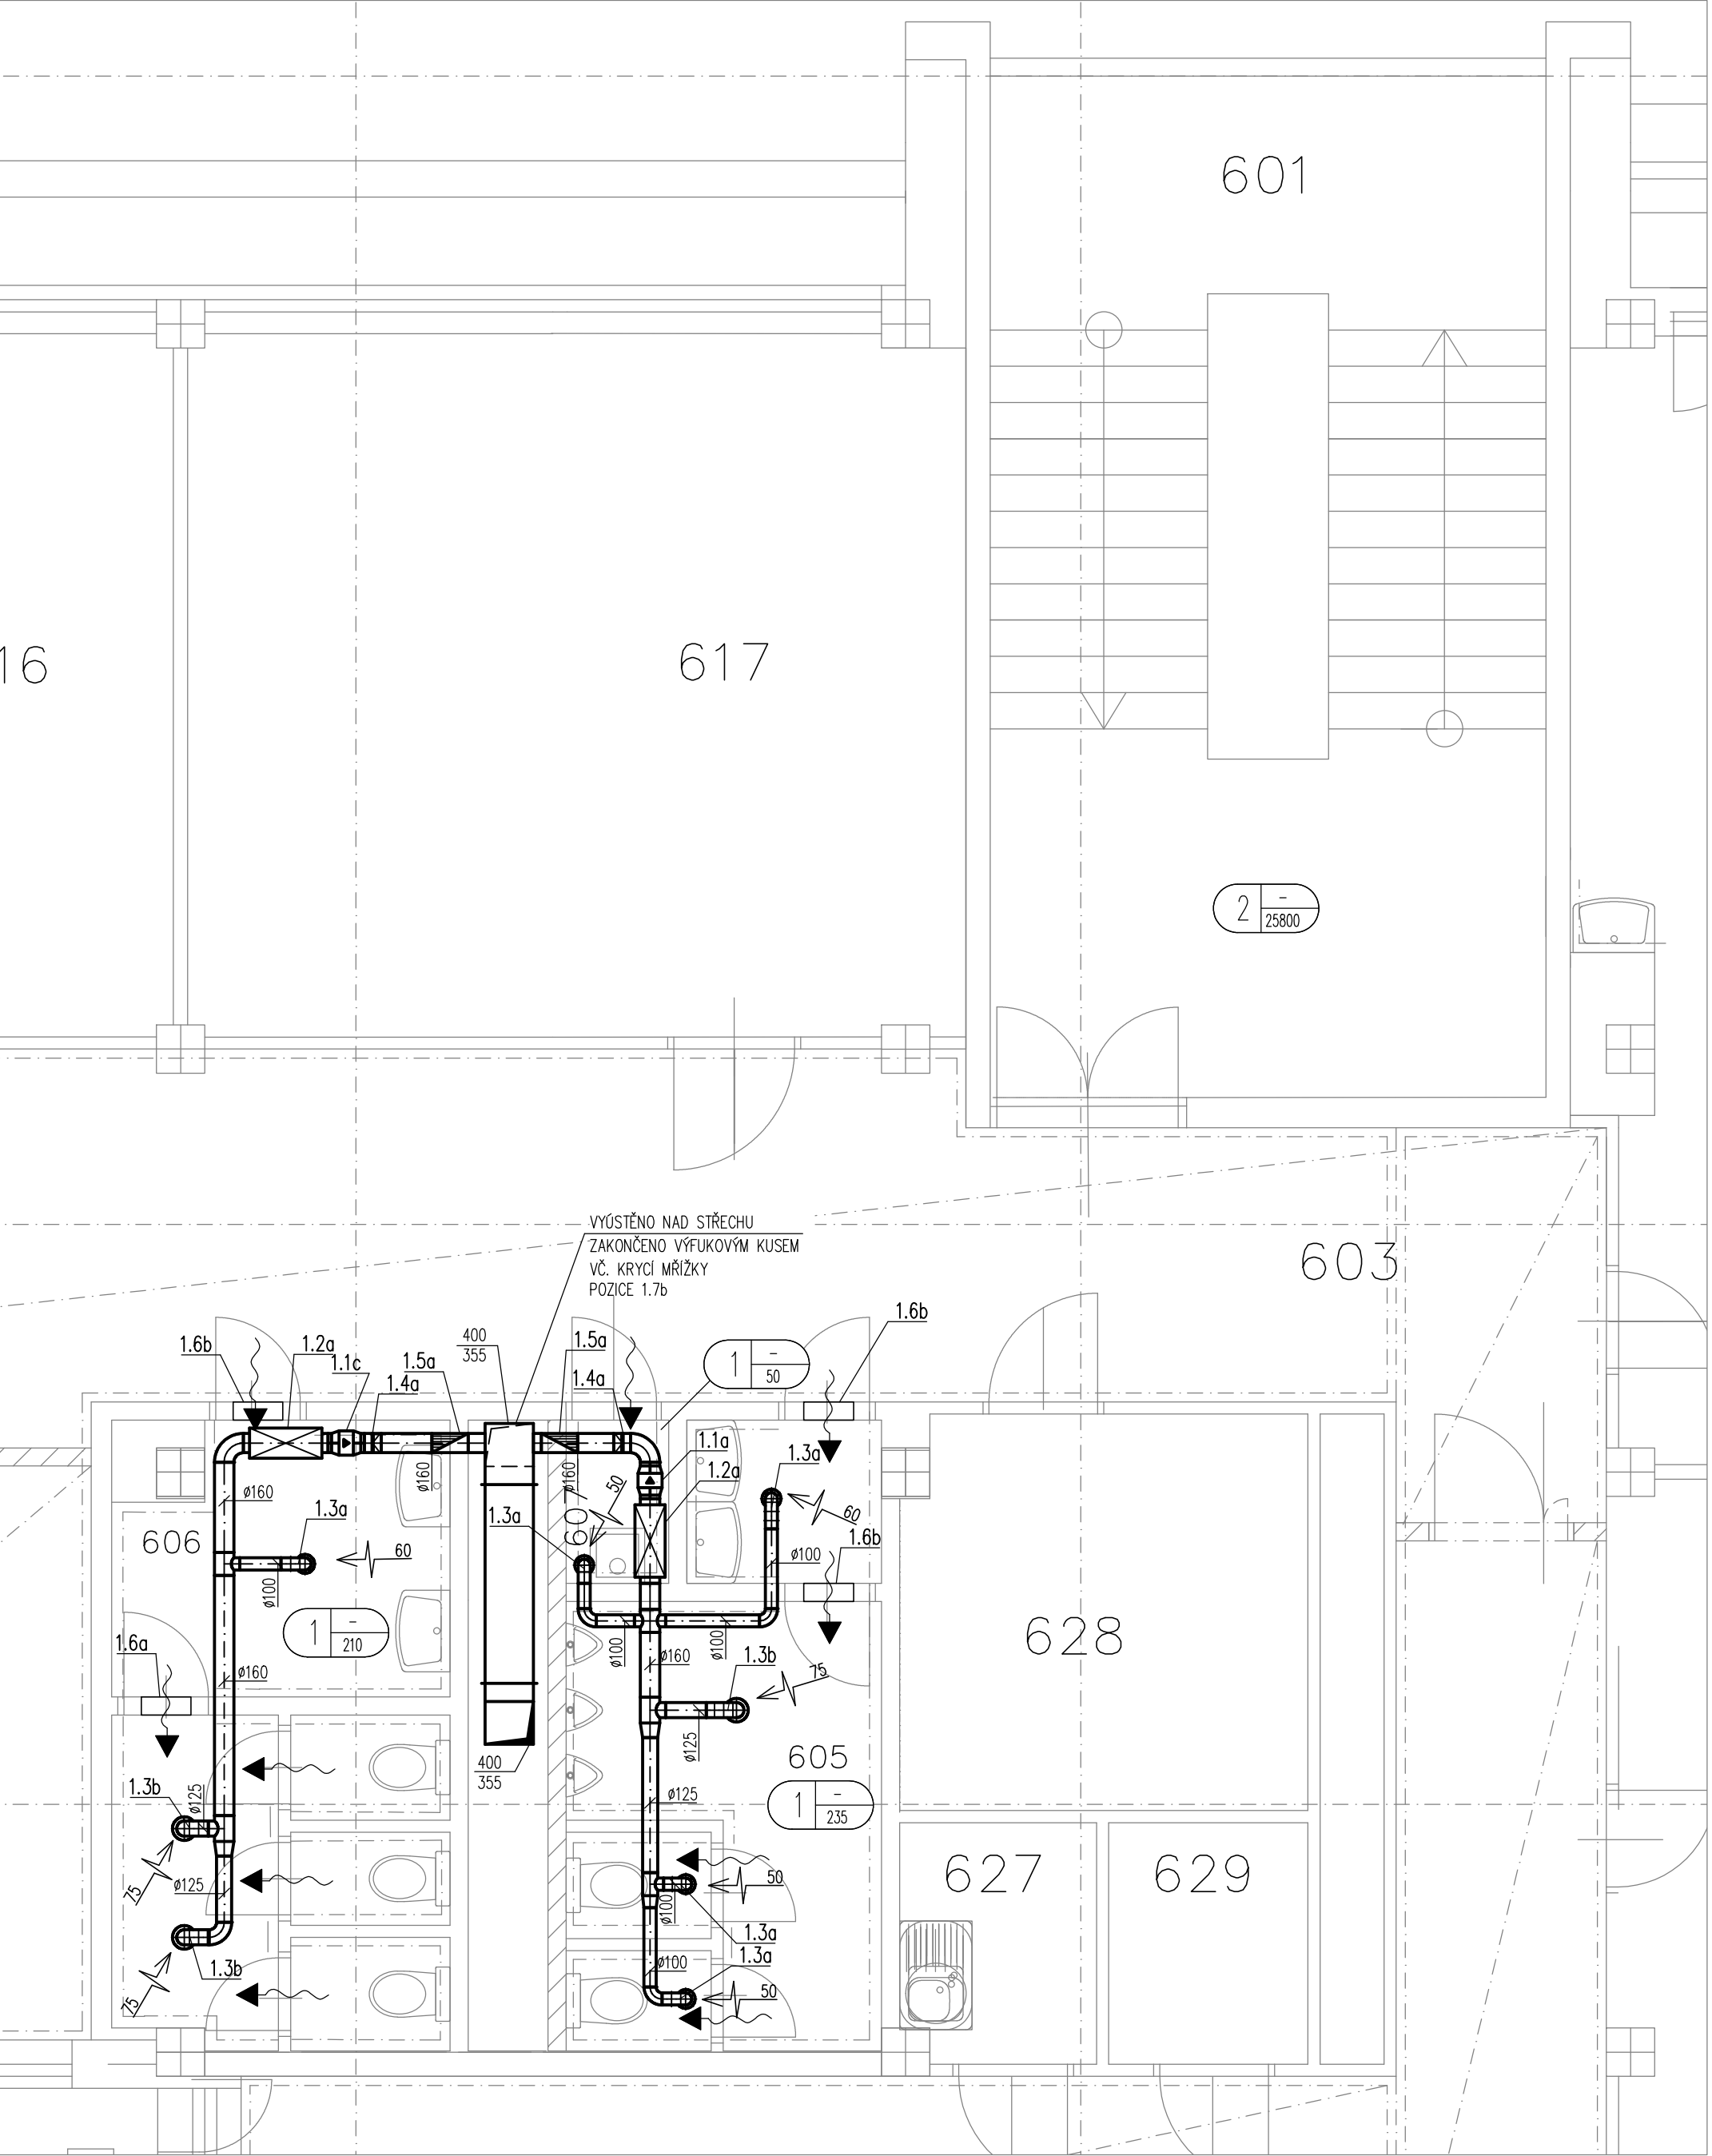 601
16
617
2
-
25800
VYÚSTĚNO NAD STŘECHU
ZAKONČENO VÝFUKOVÝM KUSEM
VČ. KRYCÍ MŘÍŽKY
POZICE 1.7b
603
1.6b
1.2a
1.1c
1.5a
1.4a
400
355
1.5a
1.4a
1
-
50
1.6b
ø160
ø160
1.1a
1.2a
1.3a
ø160
1.3a
50
1.3a
60
606
607
1.6b
60
ø100
ø100
1
-
210
628
1.6a
ø100
ø100
ø160
1.3b
75
ø160
ø125
605
400
355
1.3b
ø125
ø125
1
-
235
75
ø125
50
627
629
ø100
1.3a
1.3a
1.3b
ø100
75
50